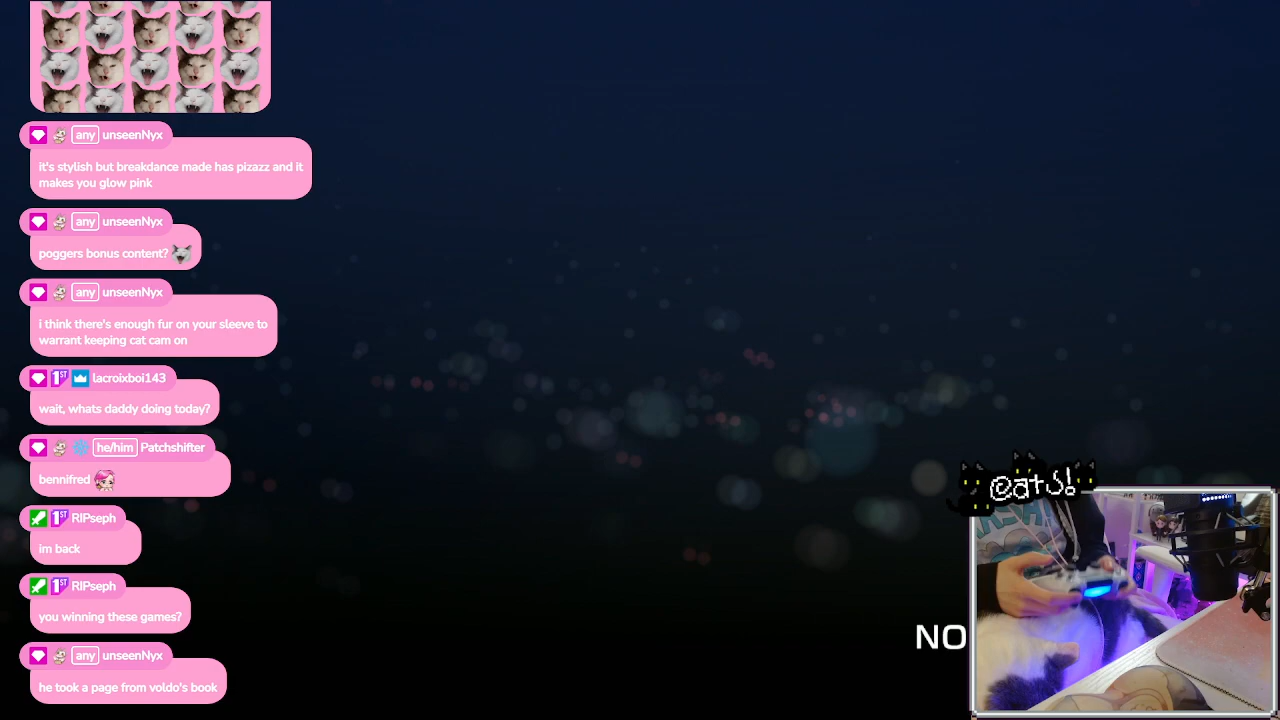 any unseenNyx
it's stylish but breakdance made has pizazz and it
makes you glow pink
any unseenNyx
poggers bonus content?
any unseenNyx
i think there's enough fur on your sleeve to
warrant keeping cat cam on
1ST lacroixboi143
wait, whats daddy doing today?
he/him Patchshifter
bennifred
1ST RIPseph
im back
1ST RIPseph
you winning these games?
any unseenNyx
he took a page from voldo's book
Cats!
NO